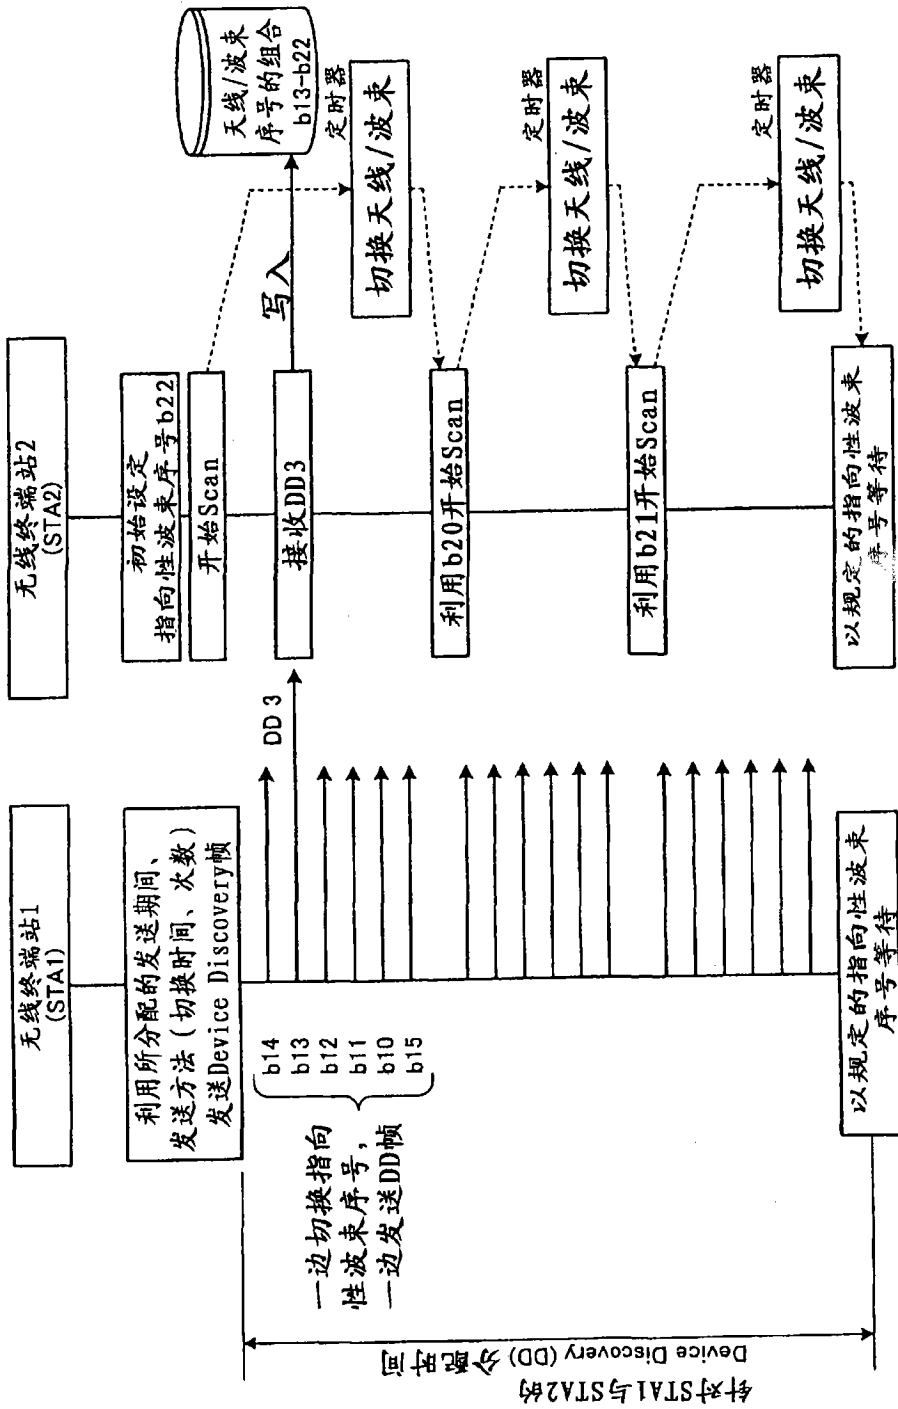 无线终端站1
(STA1)
利用所分配的发送期间、
发送方法(切换时间、次数)
发送Device Discovery帧
b14
b13
b12
b11
b10
b15
一边切换指向
性波束序号,
一边发送DD帧
针对STA1与STA2的
Device Discovery (DD) 分配时间
以规定的指向性波束
序号等待
DD 3
无线终端站2
(STA2)
初始设定
指向性波束序号b22
开始Scan
接收DD3
写入
天线/波束
序号的组合
b13-b22
定时器
切换天线/波束
利用b20开始Scan
定时器
切换天线/波束
利用b21开始Scan
定时器
切换天线/波束
以规定的指向性波束
序号等待